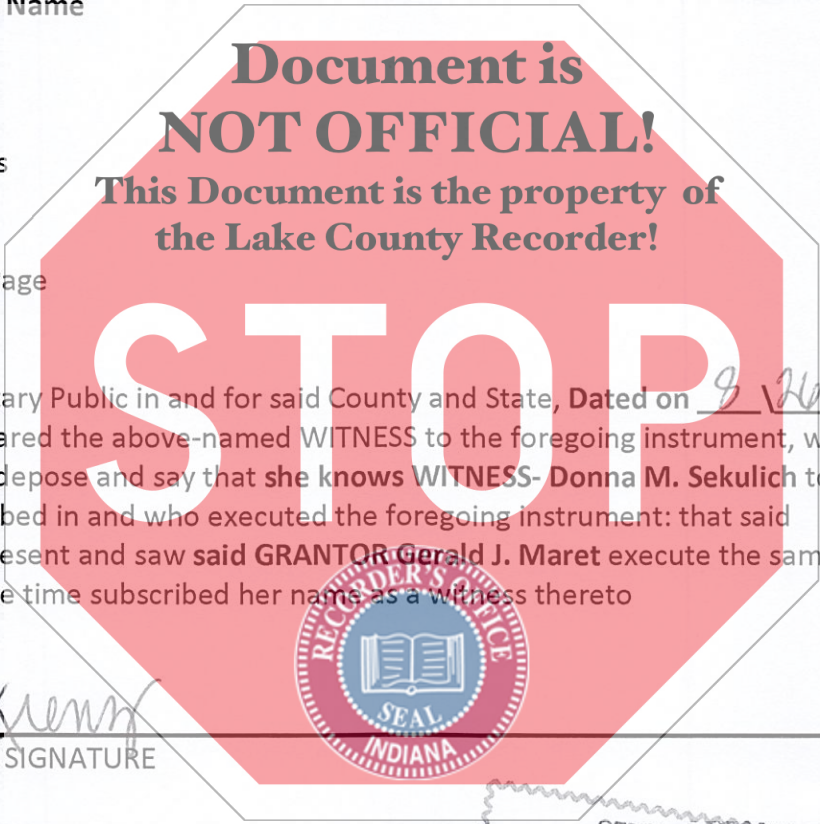 Name
Document is
NOT OFFICIAL!
This Document is the property of
the Lake County Recorder!
s
age
STOP
ary Public in and for said County and State, Dated on 8 \26
ared the above-named WITNESS to the foregoing instrument, w
depose and say that she knows WITNESS- Donna M. Sekulich to
bed in and who executed the foregoing instrument: that said
esent and saw said GRANTOR Gerald J. Maret execute the sam
e time subscribed her name as a witness thereto
RECORDER'S OFFICE
SEAL
INDIANA
SIGNATURE